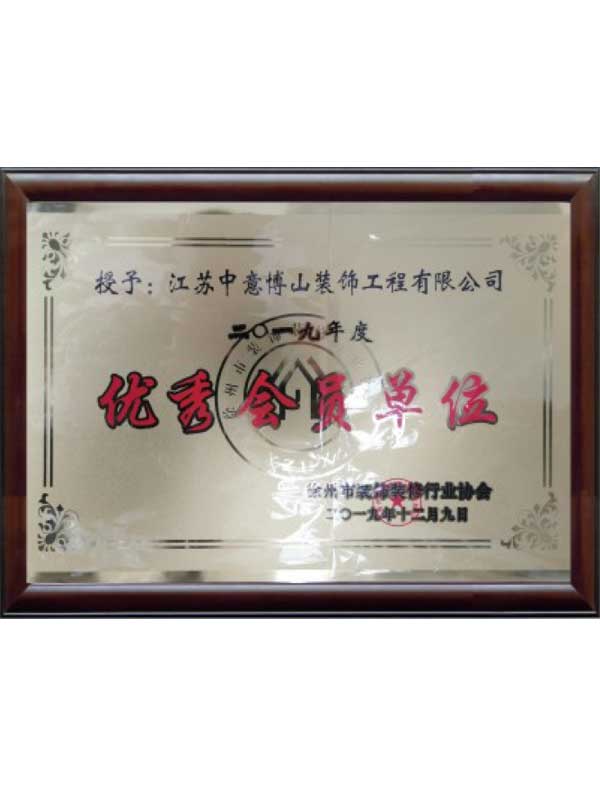 授予：江苏中意博山装饰工程有限公司
二〇一九年度
优秀会员单位
徐州市装饰装修行业协会
二〇一九年十二月九日